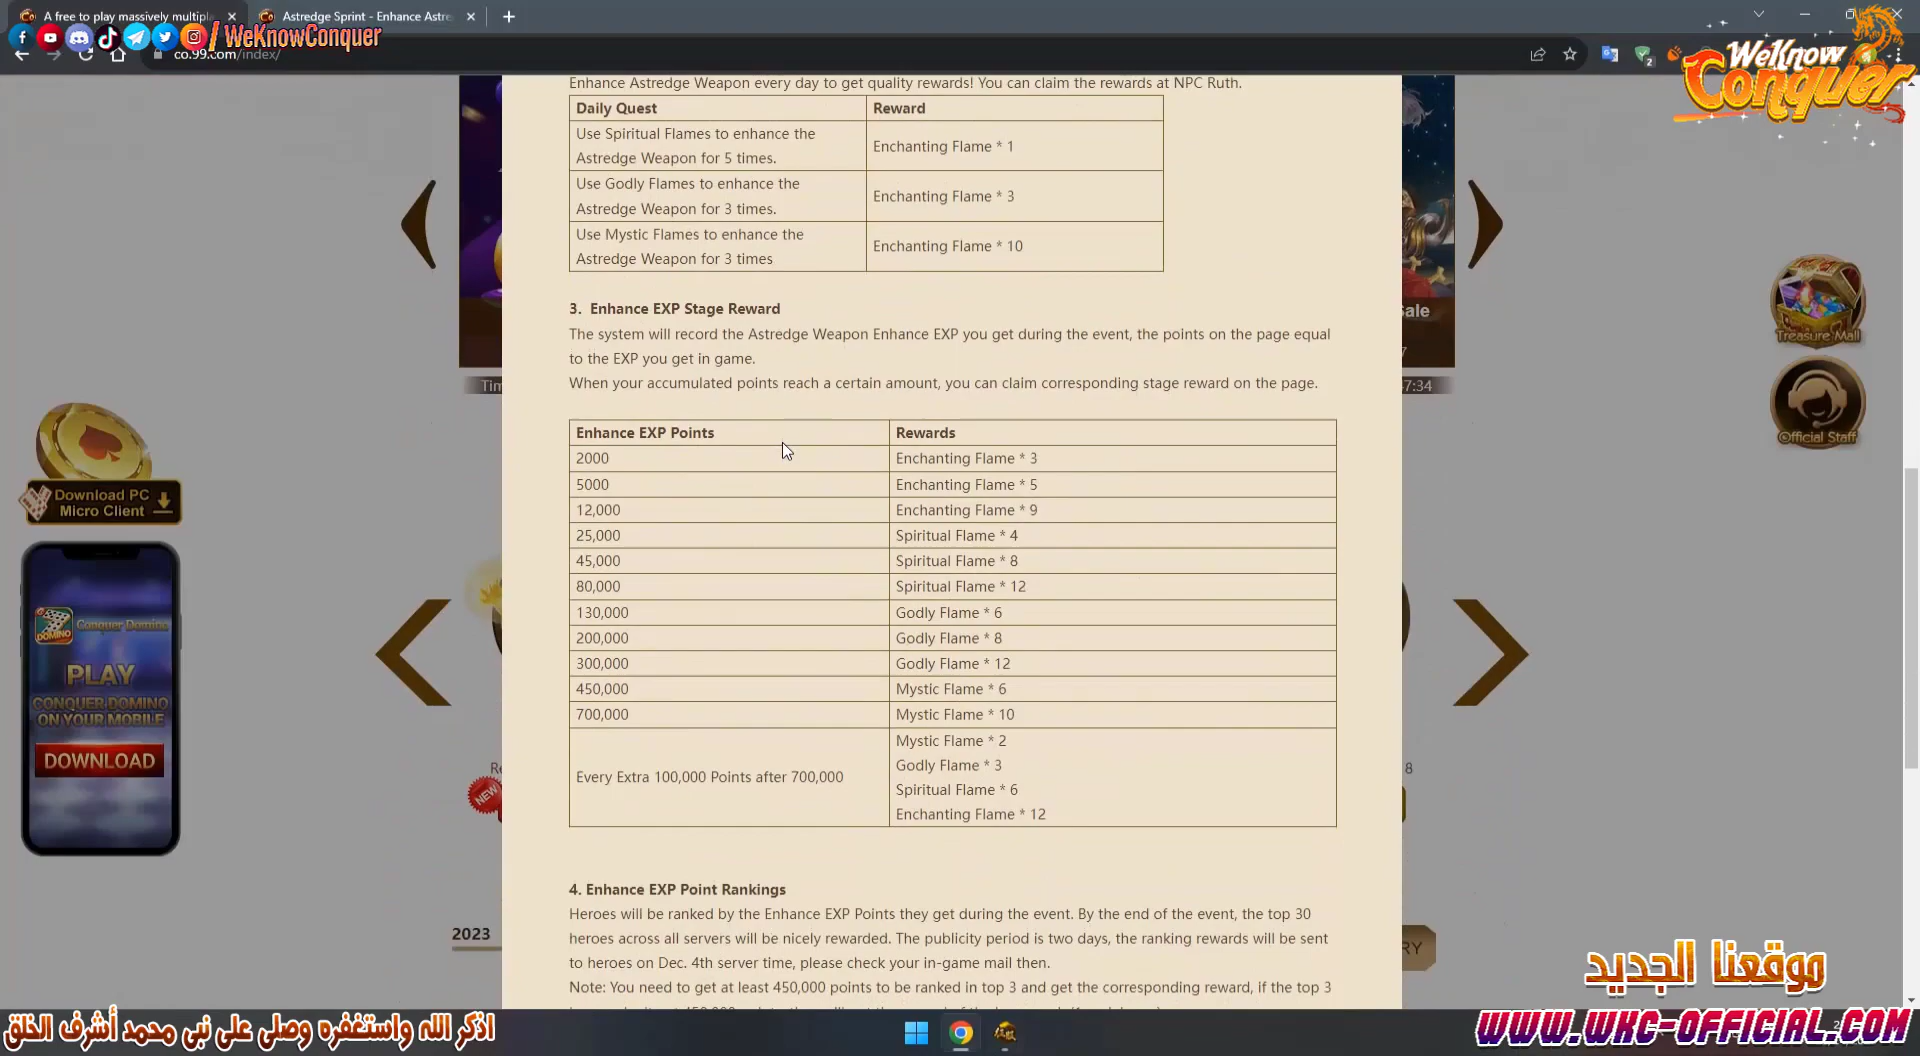 A free to play massively multipl
Astredge Sprint - Enhance Astre
/WeKnowConquer
co.99.com/index/
WeKnow
Conquer
2
Enhance Astredge Weapon every day to get quality rewards! You can claim the rewards at NPC Ruth.
Daily Quest Reward
Use Spiritual Flames to enhance the
Astredge Weapon for 5 times.
Enchanting Flame * 1
Use Godly Flames to enhance the
Astredge Weapon for 3 times.
Enchanting Flame * 3
Use Mystic Flames to enhance the
Astredge Weapon for 3 times
Enchanting Flame * 10
3. Enhance EXP Stage Reward
The system will record the Astredge Weapon Enhance EXP you get during the event, the points on the page equal
to the EXP you get in game.
When your accumulated points reach a certain amount, you can claim corresponding stage reward on the page.
Enhance EXP Points Rewards
2000 Enchanting Flame * 3
5000 Enchanting Flame * 5
12,000 Enchanting Flame * 9
25,000 Spiritual Flame * 4
45,000 Spiritual Flame * 8
80,000 Spiritual Flame * 12
130,000 Godly Flame * 6
200,000 Godly Flame * 8
300,000 Godly Flame * 12
450,000 Mystic Flame * 6
700,000 Mystic Flame * 10
Every Extra 100,000 Points after 700,000
Mystic Flame * 2
Godly Flame * 3
Spiritual Flame * 6
Enchanting Flame * 12
4. Enhance EXP Point Rankings
Heroes will be ranked by the Enhance EXP Points they get during the event. By the end of the event, the top 30
heroes across all servers will be nicely rewarded. The publicity period is two days, the ranking rewards will be sent
to heroes on Dec. 4th server time, please check your in-game mail then.
Note: You need to get at least 450,000 points to be ranked in top 3 and get the corresponding reward, if the top 3
Download PC
Micro Client
DOMINO
Conquer Domino
PLAY
CONQUER DOMINO
ON YOUR MOBILE
DOWNLOAD
Tim
Re
NEW
2023
Sale
7
7:34
8
RY
Treasure Mall
Official Staff
موقعنا الجديد
www.wkc-official.com
اذكر الله واستغفره وصلى على نبى محمد أشرف الخلق